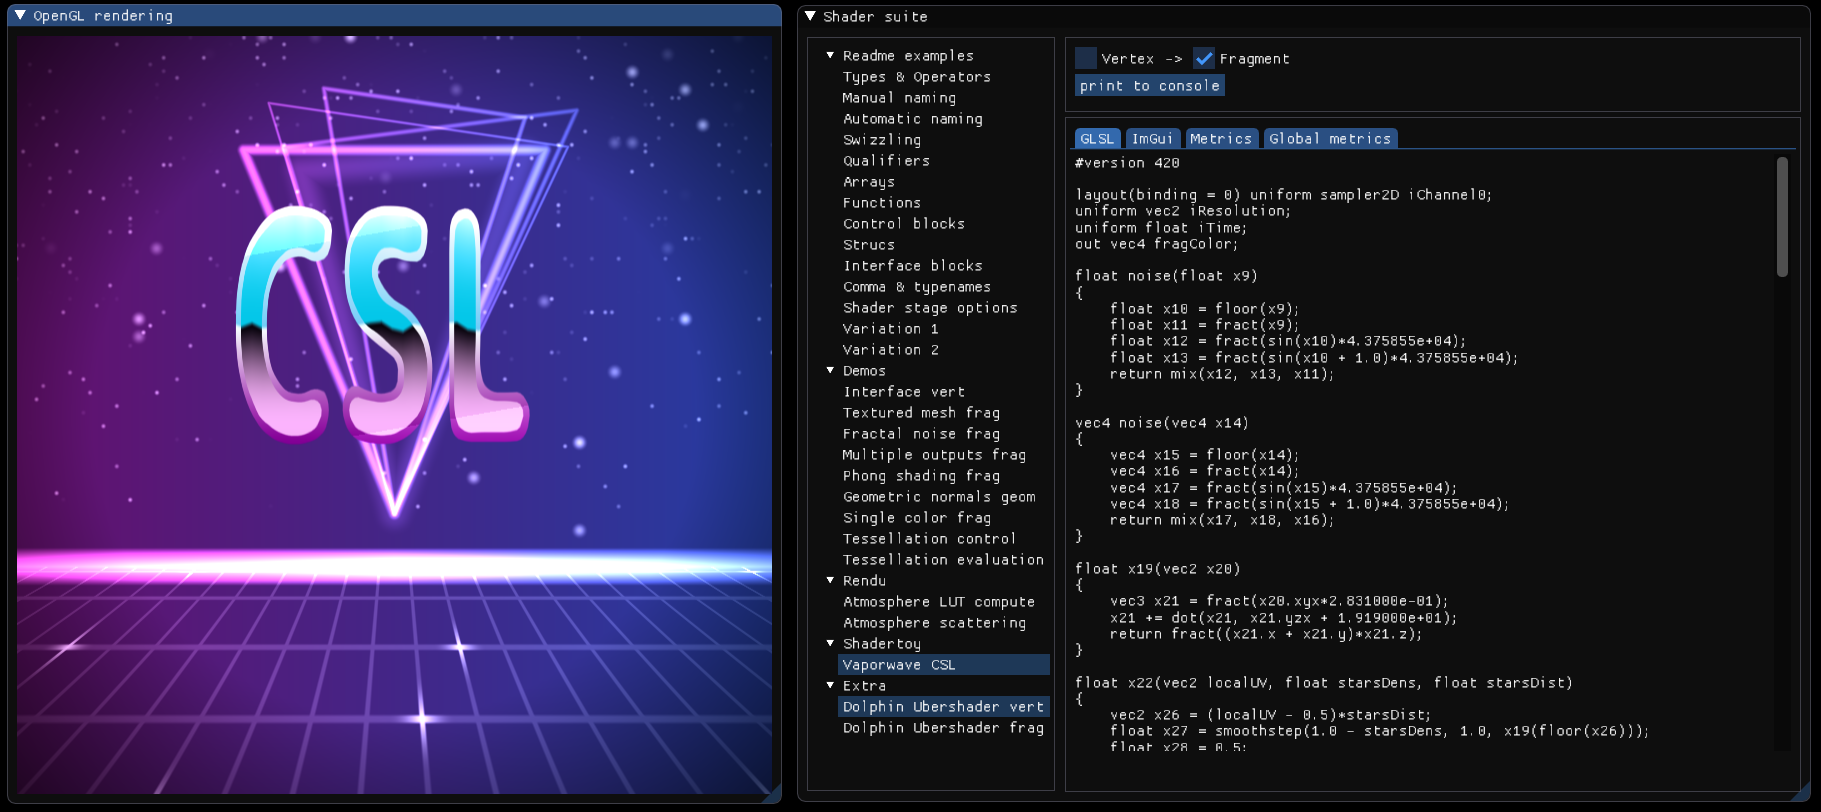 OpenGL rendering
CSL
Shader suite
Readme examples
Types & Operators
Manual naming
Automatic naming
Swizzling
Qualifiers
Arrays
Functions
Control blocks
Strucs
Interface blocks
Comma & typenames
Shader stage options
Variation 1
Variation 2
Demos
Interface vert
Textured mesh frag
Fractal noise frag
Multiple outputs frag
Phong shading frag
Geometric normals geom
Single color frag
Tessellation control
Tessellation evaluation
Rendu
Atmosphere LUT compute
Atmosphere scattering
Shadertoy
Vaporwave CSL
Extra
Dolphin Ubershader vert
Dolphin Ubershader frag
Vertex -> Fragment
print to console
GLSL ImGui Metrics Global metrics
#version 420
layout(binding = 0) uniform sampler2D iChannel0;
uniform vec2 iResolution;
uniform float iTime;
out vec4 fragColor;
float noise(float x9)
{
    float x10 = floor(x9);
    float x11 = fract(x9);
    float x12 = fract(sin(x10)*4.375855e+04);
    float x13 = fract(sin(x10 + 1.0)*4.375855e+04);
    return mix(x12, x13, x11);
}
vec4 noise(vec4 x14)
{
    vec4 x15 = floor(x14);
    vec4 x16 = fract(x14);
    vec4 x17 = fract(sin(x15)*4.375855e+04);
    vec4 x18 = fract(sin(x15 + 1.0)*4.375855e+04);
    return mix(x17, x18, x16);
}
float x19(vec2 x20)
{
    vec3 x21 = fract(x20.xyx*2.831000e-01);
    x21 += dot(x21, x21.yzx + 1.919000e+01);
    return fract((x21.x + x21.y)*x21.z);
}
float x22(vec2 localUV, float starsDens, float starsDist)
{
    vec2 x26 = (localUV - 0.5)*starsDist;
    float x27 = smoothstep(1.0 - starsDens, 1.0, x19(floor(x26)));
    float x28 = 0.5;